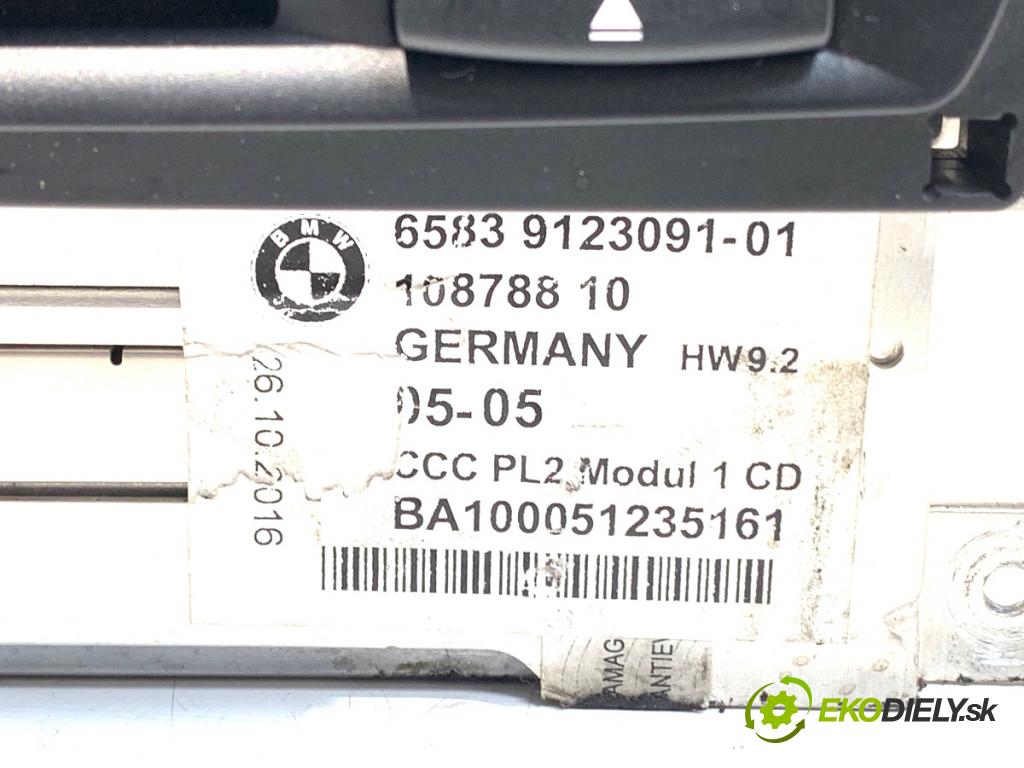 BMW
6583 9123091-01
108788 10
GERMANY HW9.2
05-05
CCC PL2 Modul 1 CD
BA100051235161
26.10.2016
EKODIELY.sk